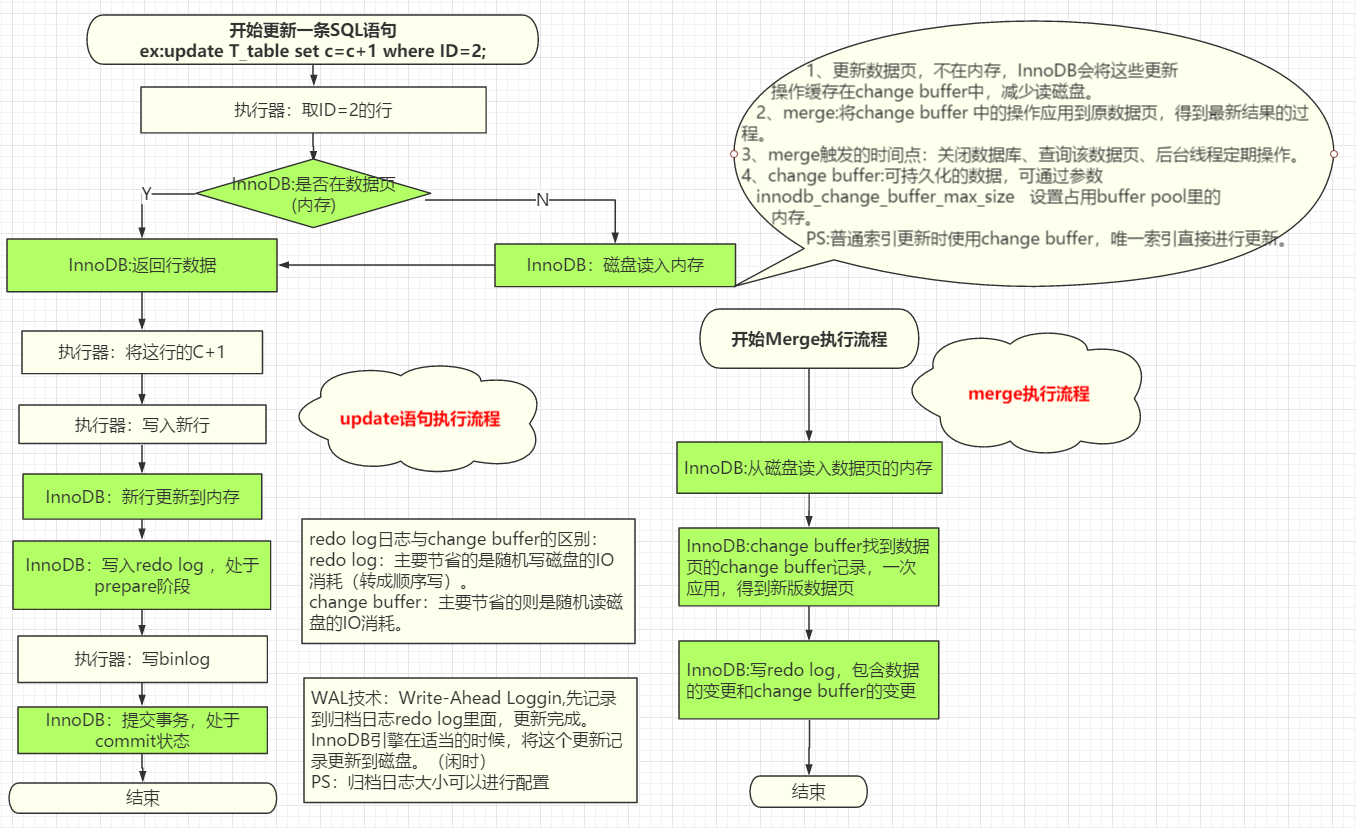 开始更新一条SQL语句
ex:update T_table set c=c+1 where ID=2;
执行器：取ID=2的行
InnoDB:是否在数据页
(内存)
Y
N
InnoDB:返回行数据
InnoDB：磁盘读入内存
执行器：将这行的C+1
执行器：写入新行
InnoDB：新行更新到内存
InnoDB：写入redo log ，处于
prepare阶段
执行器：写binlog
InnoDB：提交事务，处于
commit状态
结束
update语句执行流程
redo log日志与change buffer的区别：
redo log：主要节省的是随机写磁盘的IO
消耗（转成顺序写）。
change buffer：主要节省的则是随机读磁
盘的IO消耗。
WAL技术：Write-Ahead Loggin,先记录
到归档日志redo log里面，更新完成。
InnoDB引擎在适当的时候，将这个更新记
录更新到磁盘。（闲时）
PS：归档日志大小可以进行配置
1、更新数据页，不在内存，InnoDB会将这些更新
操作缓存在change buffer中，减少读磁盘。
2、merge:将change buffer 中的操作应用到原数据页，得到最新结果的过
程。
3、merge触发的时间点：关闭数据库、查询该数据页、后台线程定期操作。
4、change buffer:可持久化的数据，可通过参数
innodb_change_buffer_max_size 设置占用buffer pool里的
内存。
PS:普通索引更新时使用change buffer，唯一索引直接进行更新。
开始Merge执行流程
merge执行流程
InnoDB:从磁盘读入数据页的内存
InnoDB:change buffer找到数据
页的change buffer记录，一次
应用，得到新版数据页
InnoDB:写redo log，包含数据
的变更和change buffer的变更
结束